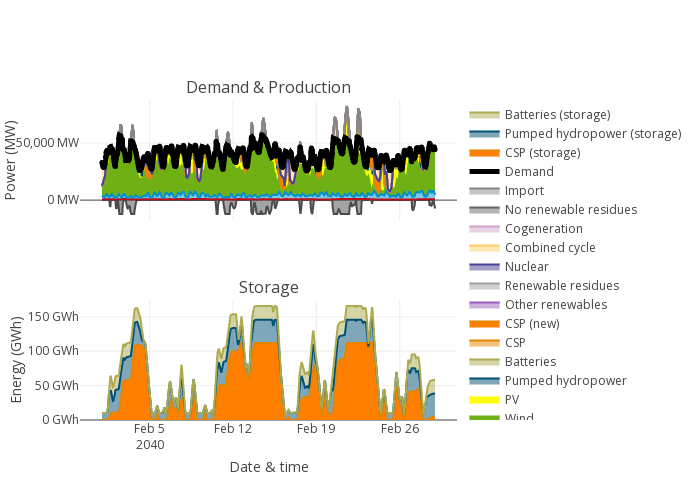 Demand & Production
Power (MW)
50,000 MW
0 MW
Storage
Energy (GWh)
150 GWh
100 GWh
50 GWh
0 GWh
Feb 5
2040
Feb 12
Feb 19
Feb 26
Date & time
Batteries (storage)
Pumped hydropower (storage)
CSP (storage)
Demand
Import
No renewable residues
Cogeneration
Combined cycle
Nuclear
Renewable residues
Other renewables
CSP (new)
CSP
Batteries
Pumped hydropower
PV
Wind